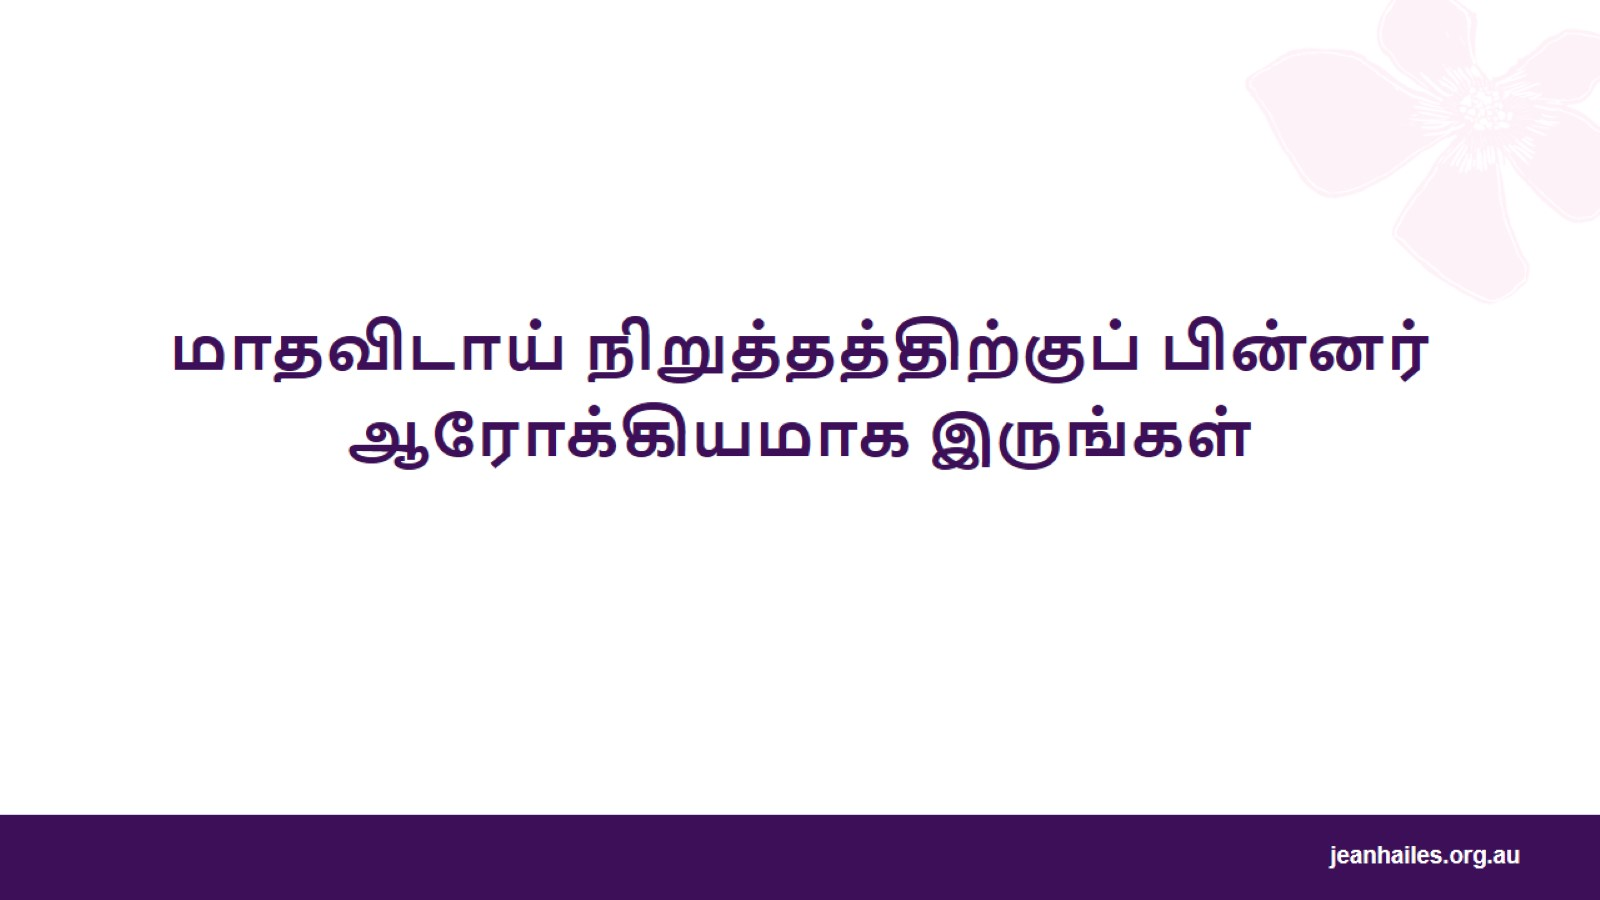 மாதவிடாய் நிறுத்தத்திற்குப் பின்னர்
ஆரோக்கியமாக இருங்கள்
jeanhailes.org.au